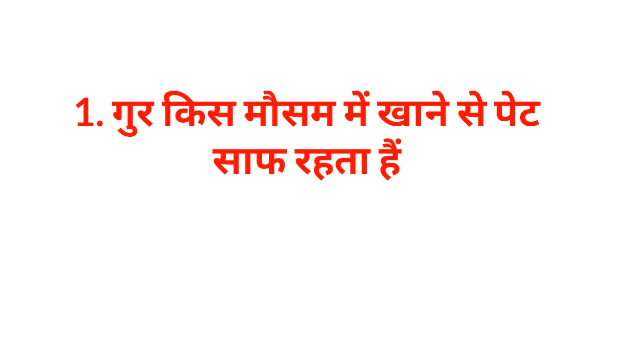 1. गुर किस मौसम में खाने से पेट
साफ रहता हैं